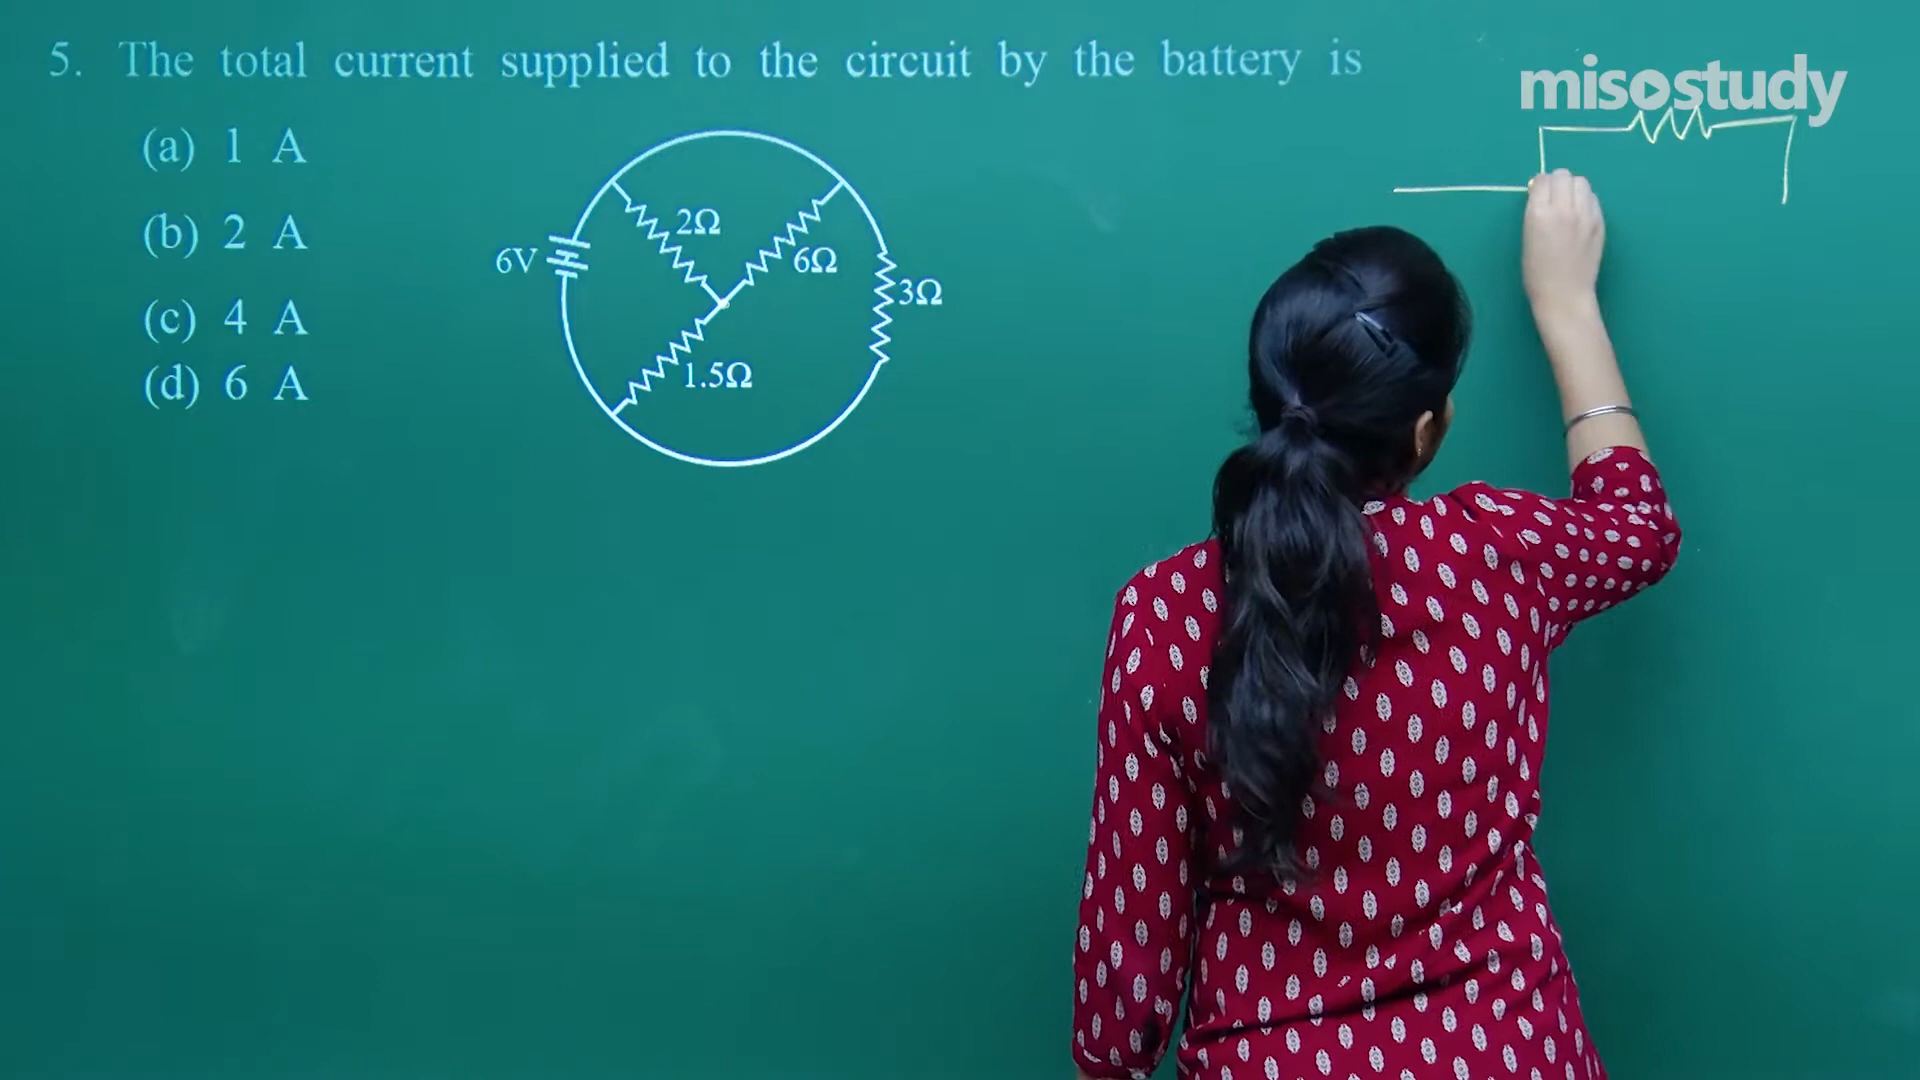 5. The total current supplied to the circuit by the battery is
misostudy
(a) 1 A
(b) 2 A
(c) 4 A
(d) 6 A
2Ω
6Ω
6V
3Ω
1.5Ω